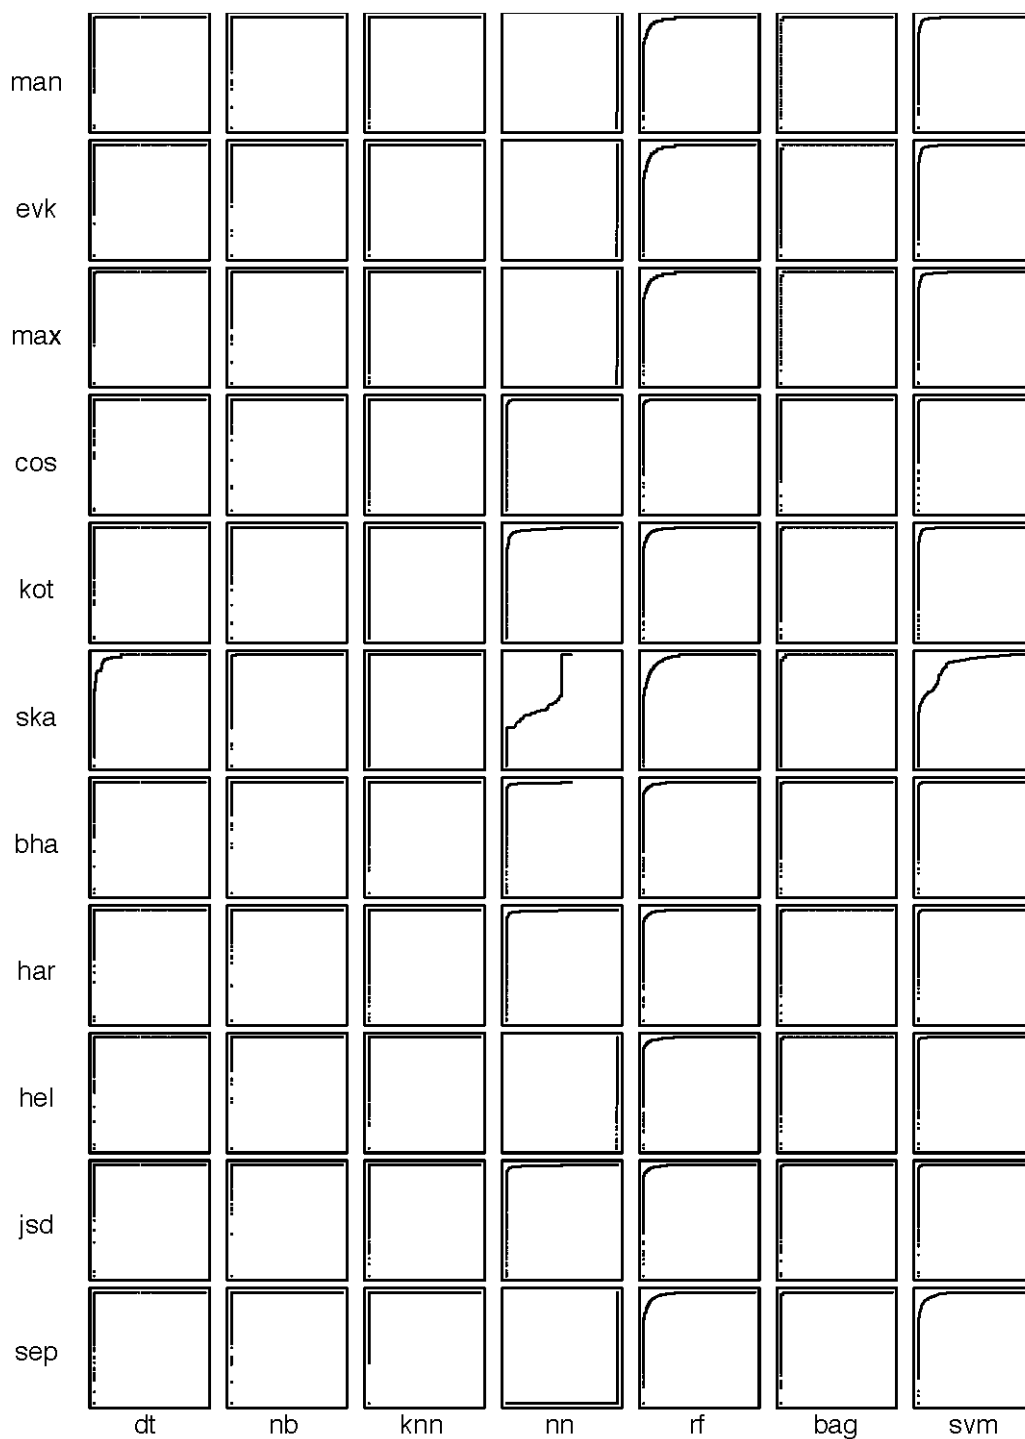 man
evk
max
cos
kot
ska
bha
har
hel
jsd
sep
dt nb knn nn rf bag svm